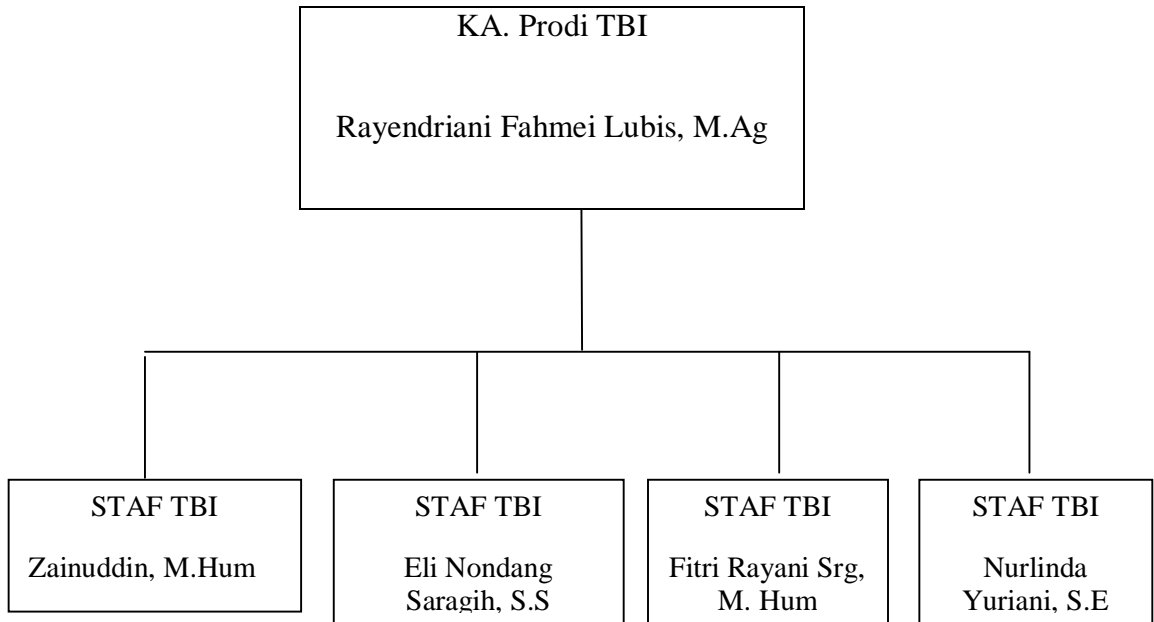 KA. Prodi TBI
Rayendriani Fahmei Lubis, M.Ag
STAF TBI
Zainuddin, M.Hum
STAF TBI
Eli Nondang
Saragih, S.S
STAF TBI
Fitri Rayani Srg,
M. Hum
STAF TBI
Nurlinda
Yuriani, S.E